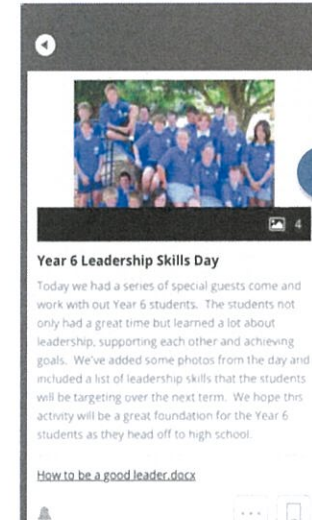 4
Year 6 Leadership Skills Day
Today we had a series of special guests come and
work with out Year 6 students. The students not
only had a great time but learned a lot about
leadership, supporting each other and achieving
goals. We've added some photos from the day and
included a list of leadership skills that the students
will be targeting over the next term. We hope this
activity will be a great foundation for the Year 6
students as they head off to high school.
How to be a good leader.docx